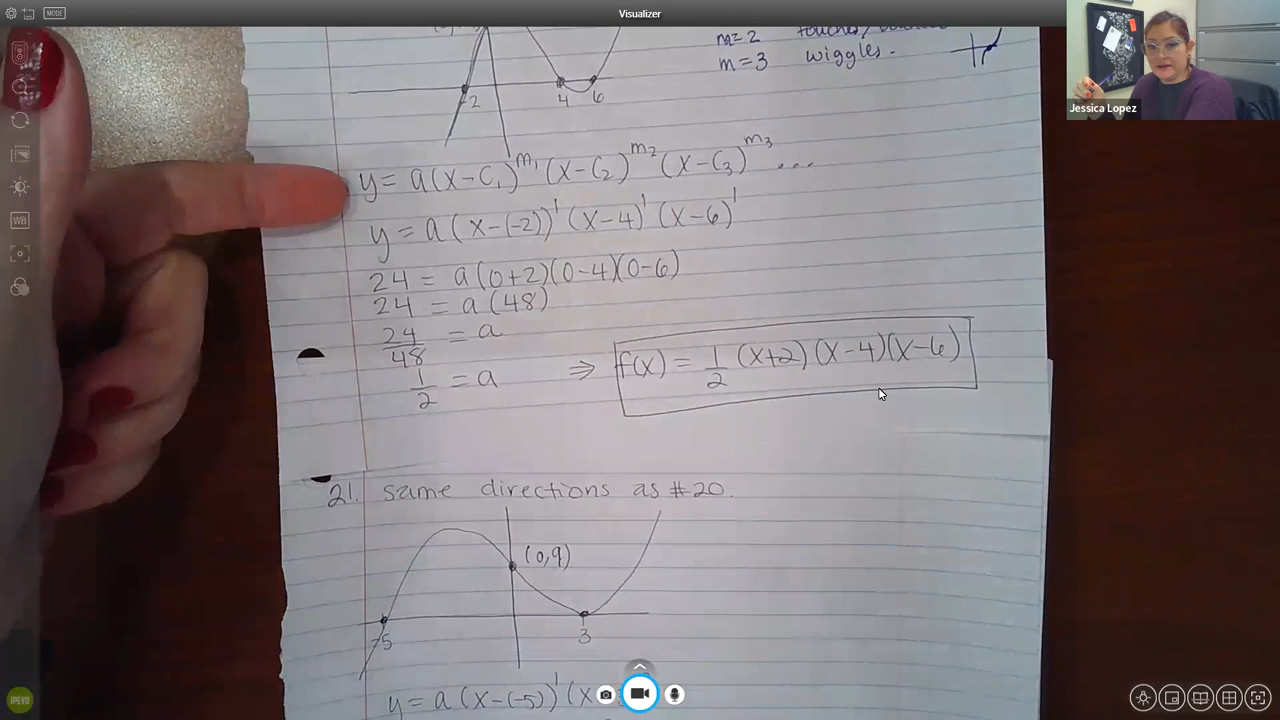 Visualizer
MODE
WB
m=2
m=3 wiggles.
Jessica Lopez
-2 4 6
y = a(x-c₁)^m₁ (x-c₂)^m₂ (x-c₃)^m₃ ...
y = a(x-(-2))^1 (x-4)^1 (x-6)^1
24 = a(0+2)(0-4)(0-6)
24 = a(48)
24/48 = a
1/2 = a ⇒ f(x) = 1/2 (x+2)(x-4)(x-6)
21. same directions as #20.
(0,9)
-5 3
y = a(x-(-5))^1 (x
IPEVO